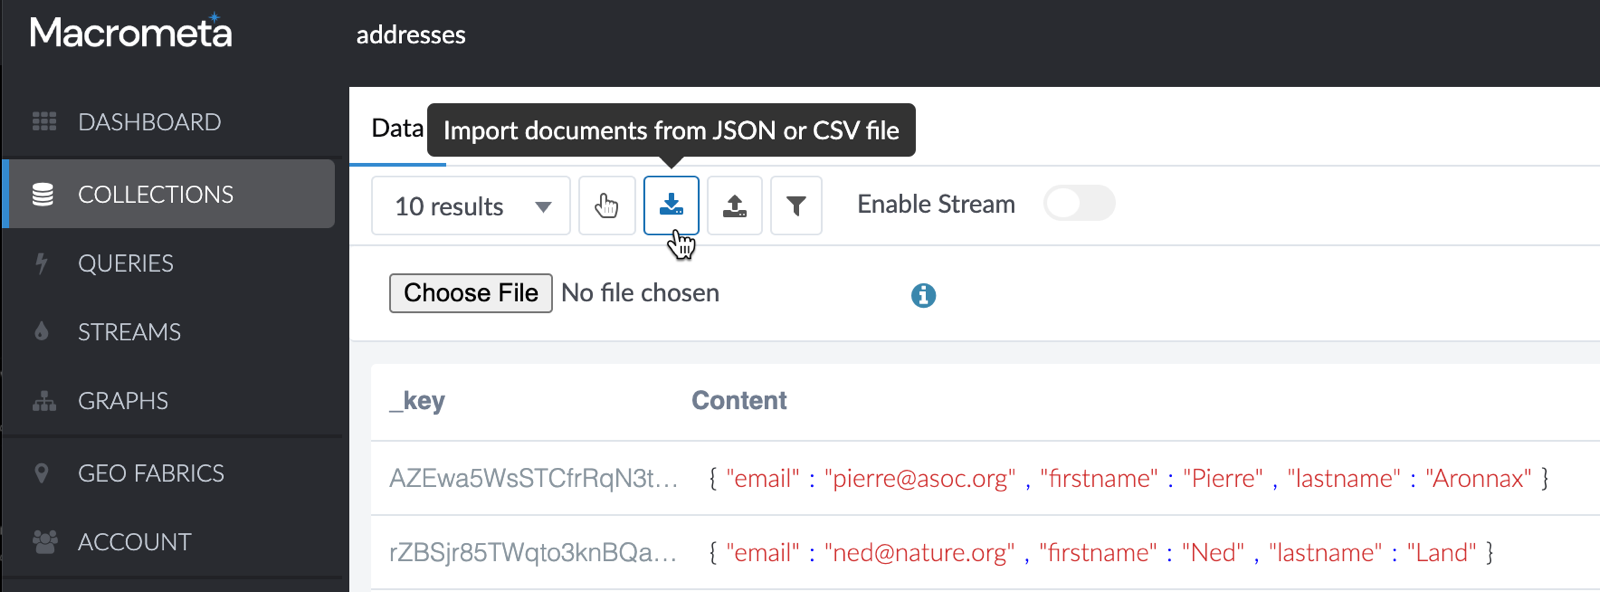 Macrometa
addresses
DASHBOARD
COLLECTIONS
QUERIES
STREAMS
GRAPHS
GEO FABRICS
ACCOUNT
Data
Import documents from JSON or CSV file
10 results
Enable Stream
Choose File No file chosen
_key Content
AZEwa5WsSTCfrRqN3t... { "email" : "pierre@asoc.org" , "firstname" : "Pierre" , "lastname" : "Aronnax" }
rZBSjr85TWqto3knBQa... { "email" : "ned@nature.org" , "firstname" : "Ned" , "lastname" : "Land" }